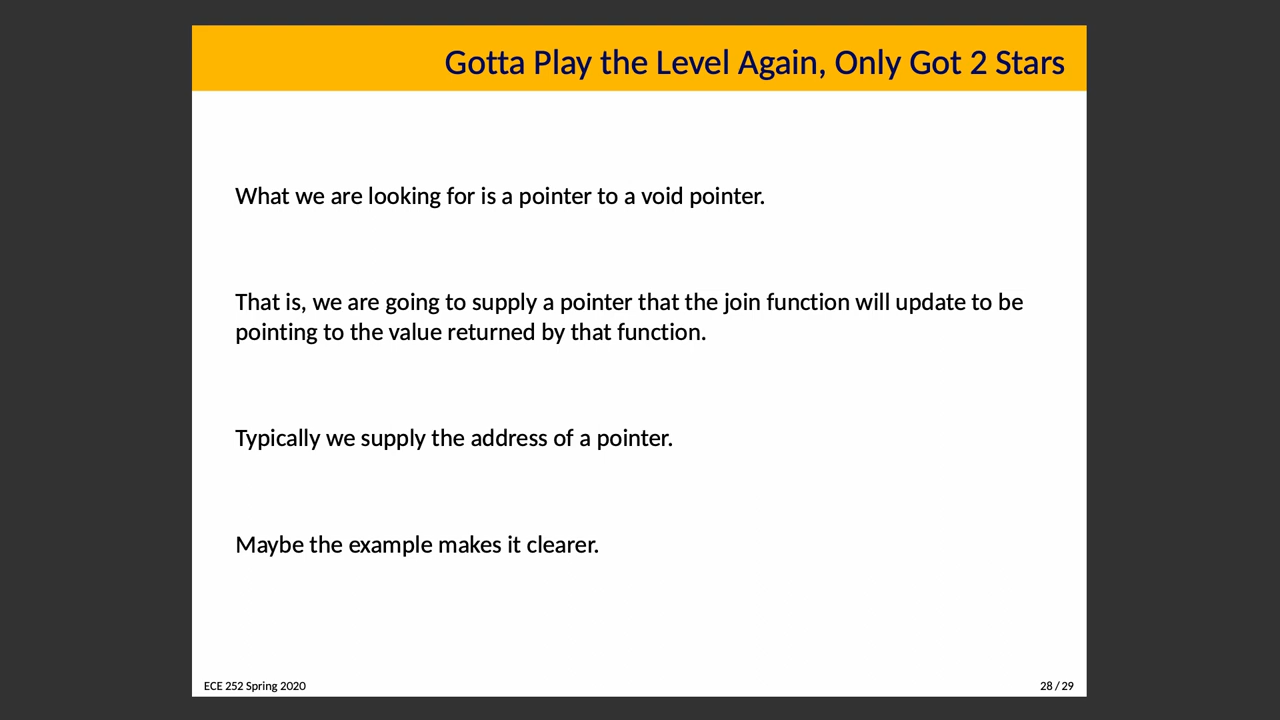 Gotta Play the Level Again, Only Got 2 Stars
What we are looking for is a pointer to a void pointer.
That is, we are going to supply a pointer that the join function will update to be
pointing to the value returned by that function.
Typically we supply the address of a pointer.
Maybe the example makes it clearer.
ECE 252 Spring 2020
28 / 29